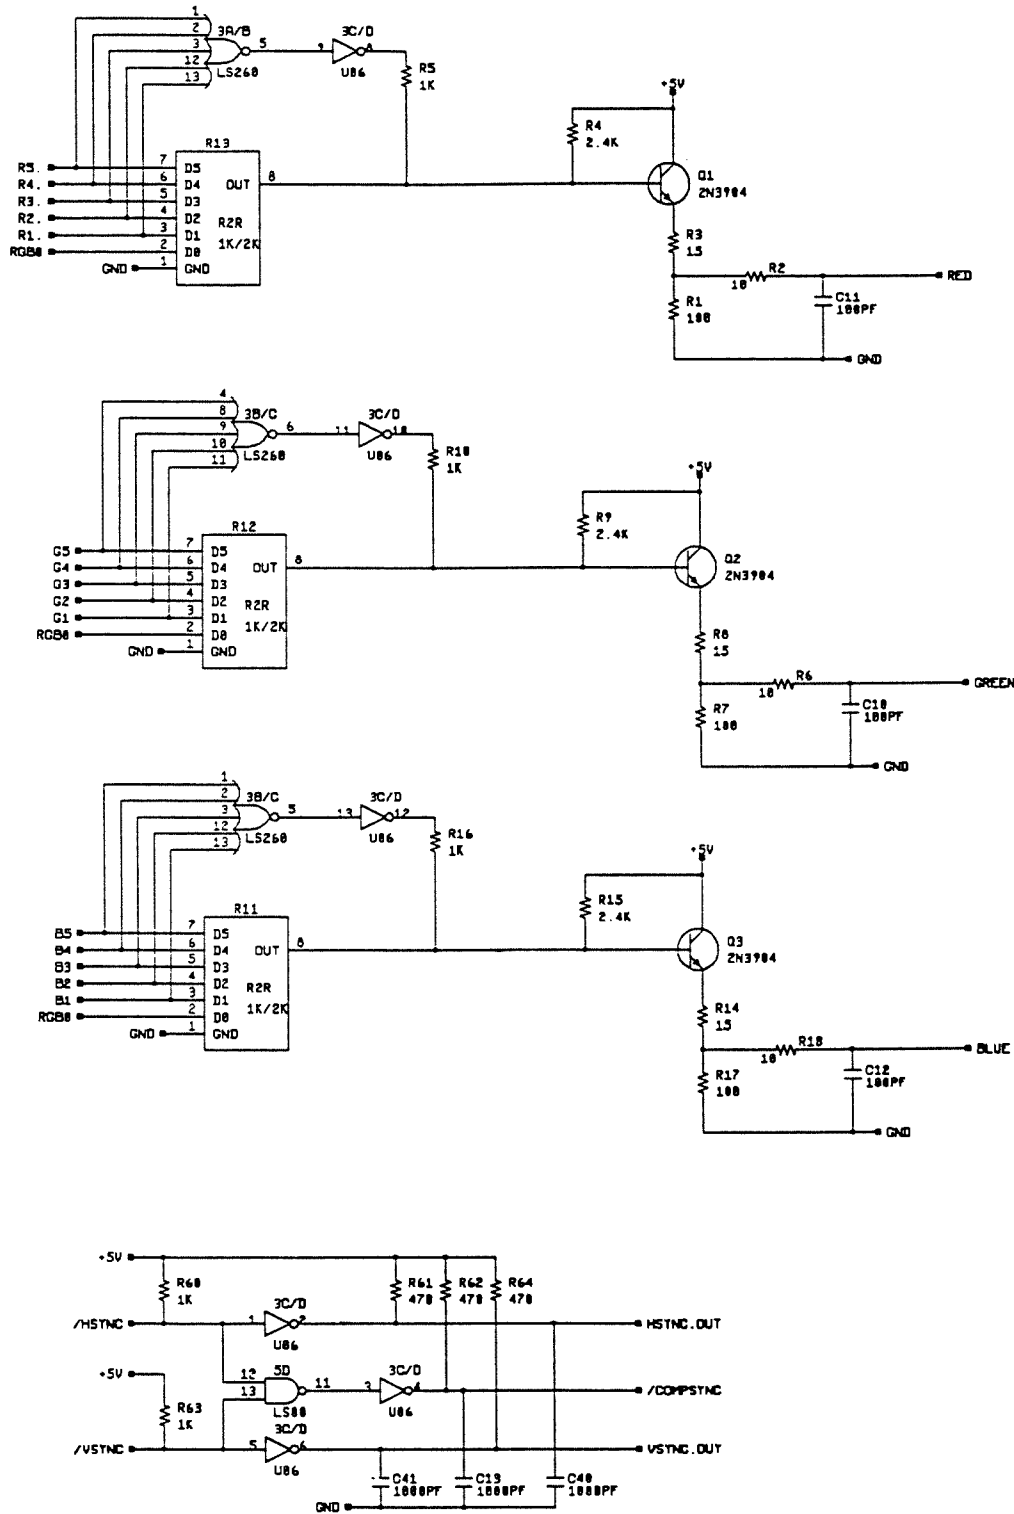 1
2
3
12
13
3A/B
5
LS260
3C/D
9
8
U06
R5
1K
R13
R5.
R4.
R3.
R2.
R1.
RGB0
GND
7
6
5
4
3
2
1
D5
D4
D3
D2
D1
D0
GND
OUT
8
R2R
1K/2K
+5V
R4
2.4K
Q1
2N3904
R3
15
R2
10
RED
R1
100
C11
100PF
GND
4
8
9
10
11
3B/C
6
LS260
3C/D
11
10
U06
R10
1K
R12
G5
G4
G3
G2
G1
RGB0
GND
7
6
5
4
3
2
1
D5
D4
D3
D2
D1
D0
GND
OUT
8
R2R
1K/2K
+5V
R9
2.4K
Q2
2N3904
R8
15
R6
10
GREEN
R7
100
C10
100PF
GND
1
2
3
12
13
3B/C
5
LS260
3C/D
13
12
U06
R16
1K
R11
B5
B4
B3
B2
B1
RGB0
GND
7
6
5
4
3
2
1
D5
D4
D3
D2
D1
D0
GND
OUT
8
R2R
1K/2K
+5V
R15
2.4K
Q3
2N3904
R14
15
R18
10
BLUE
R17
100
C12
100PF
GND
+5V
R60
1K
R61
470
R62
470
R64
470
/HSYNC
1
3C/D
2
U06
HSYNC.OUT
+5V
R63
1K
12
13
5D
11
LS00
3
3C/D
4
U06
/COMPSYNC
/VSYNC
5
3C/D
6
U06
VSYNC.OUT
C41
1000PF
C13
1000PF
C40
1000PF
GND